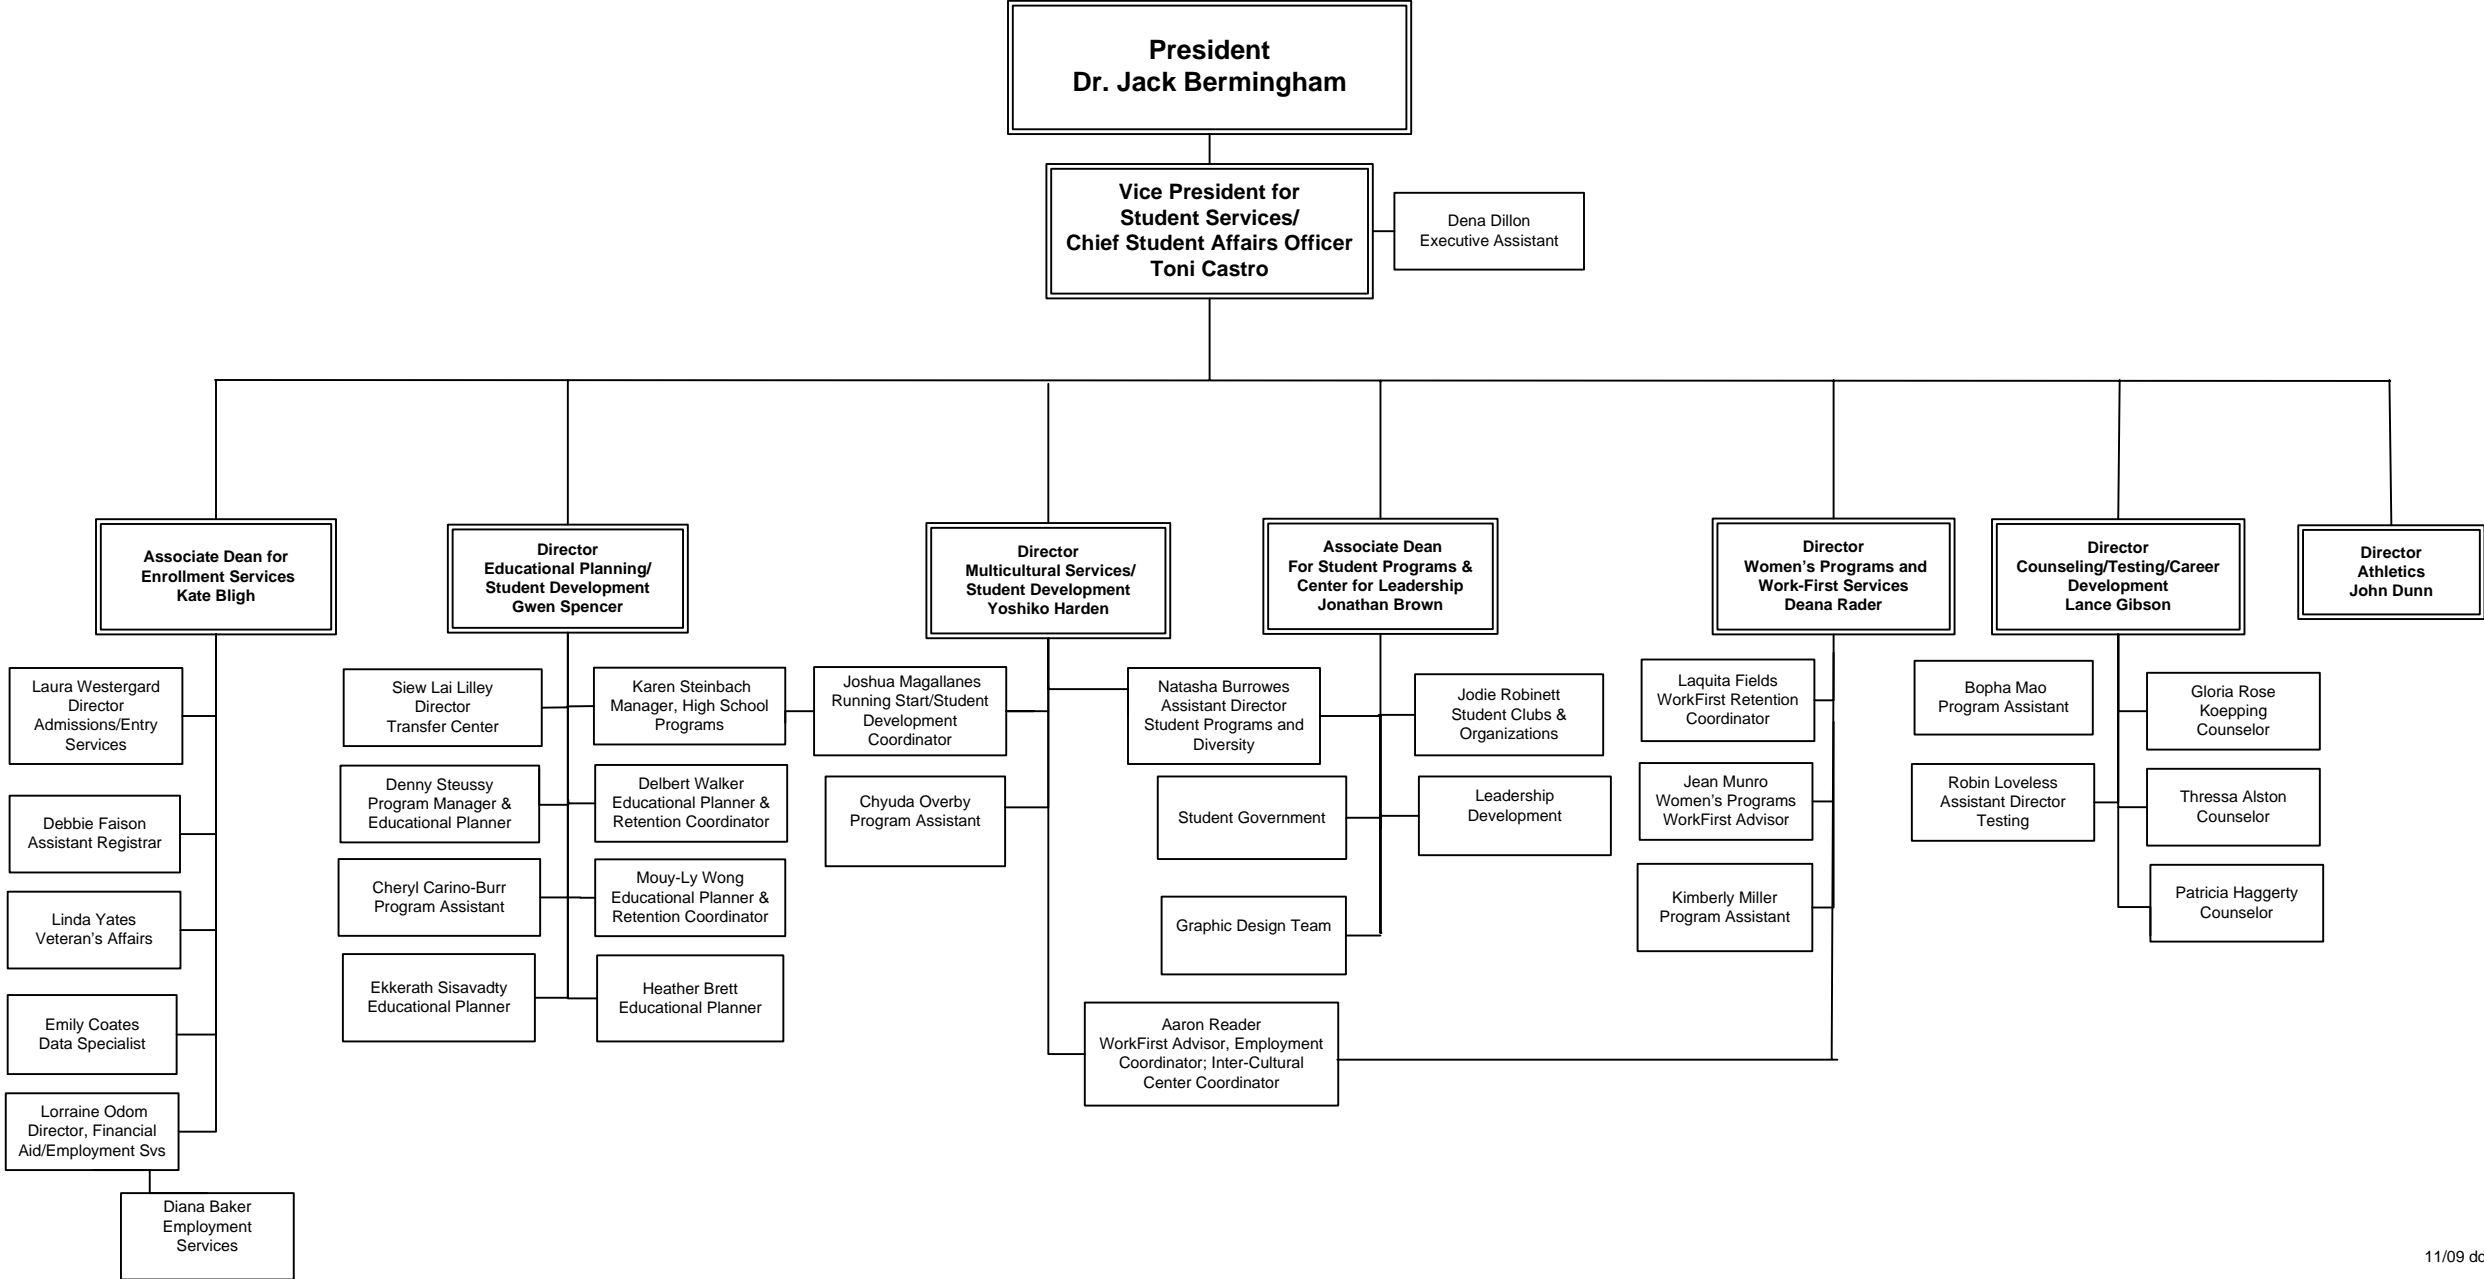 President
Dr. Jack Bermingham
Vice President for
Student Services/
Chief Student Affairs Officer
Toni Castro
Dena Dillon
Executive Assistant
Associate Dean for
Enrollment Services
Kate Bligh
Director
Educational Planning/
Student Development
Gwen Spencer
Director
Multicultural Services/
Student Development
Yoshiko Harden
Associate Dean
For Student Programs &
Center for Leadership
Jonathan Brown
Director
Women's Programs and
Work-First Services
Deana Rader
Director
Counseling/Testing/Career
Development
Lance Gibson
Director
Athletics
John Dunn
Laura Westergard
Director
Admissions/Entry
Services
Debbie Faison
Assistant Registrar
Linda Yates
Veteran's Affairs
Emily Coates
Data Specialist
Lorraine Odom
Director, Financial
Aid/Employment Svs
Diana Baker
Employment
Services
Siew Lai Lilley
Director
Transfer Center
Karen Steinbach
Manager, High School
Programs
Denny Steussy
Program Manager &
Educational Planner
Delbert Walker
Educational Planner &
Retention Coordinator
Cheryl Carino-Burr
Program Assistant
Mouy-Ly Wong
Educational Planner &
Retention Coordinator
Ekkerath Sisavadty
Educational Planner
Heather Brett
Educational Planner
Joshua Magallanes
Running Start/Student
Development
Coordinator
Chyuda Overby
Program Assistant
Natasha Burrowes
Assistant Director
Student Programs and
Diversity
Jodie Robinett
Student Clubs &
Organizations
Student Government
Leadership
Development
Graphic Design Team
Aaron Reader
WorkFirst Advisor, Employment
Coordinator; Inter-Cultural
Center Coordinator
Laquita Fields
WorkFirst Retention
Coordinator
Jean Munro
Women's Programs
WorkFirst Advisor
Kimberly Miller
Program Assistant
Bopha Mao
Program Assistant
Robin Loveless
Assistant Director
Testing
Gloria Rose
Koepping
Counselor
Thressa Alston
Counselor
Patricia Haggerty
Counselor
11/09